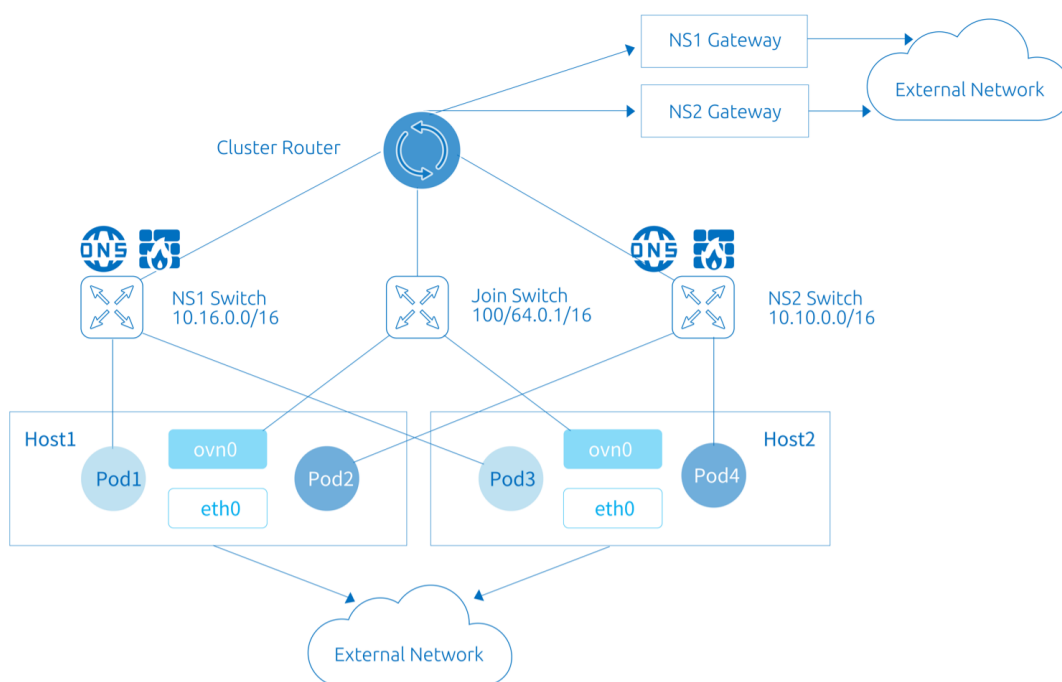 NS1 Gateway
External Network
NS2 Gateway
Cluster Router
DNS
DNS
NS1 Switch
10.16.0.0/16
Join Switch
100/64.0.1/16
NS2 Switch
10.10.0.0/16
Host1
ovn0
Pod1
Pod2
eth0
Host2
ovn0
Pod3
Pod4
eth0
External Network